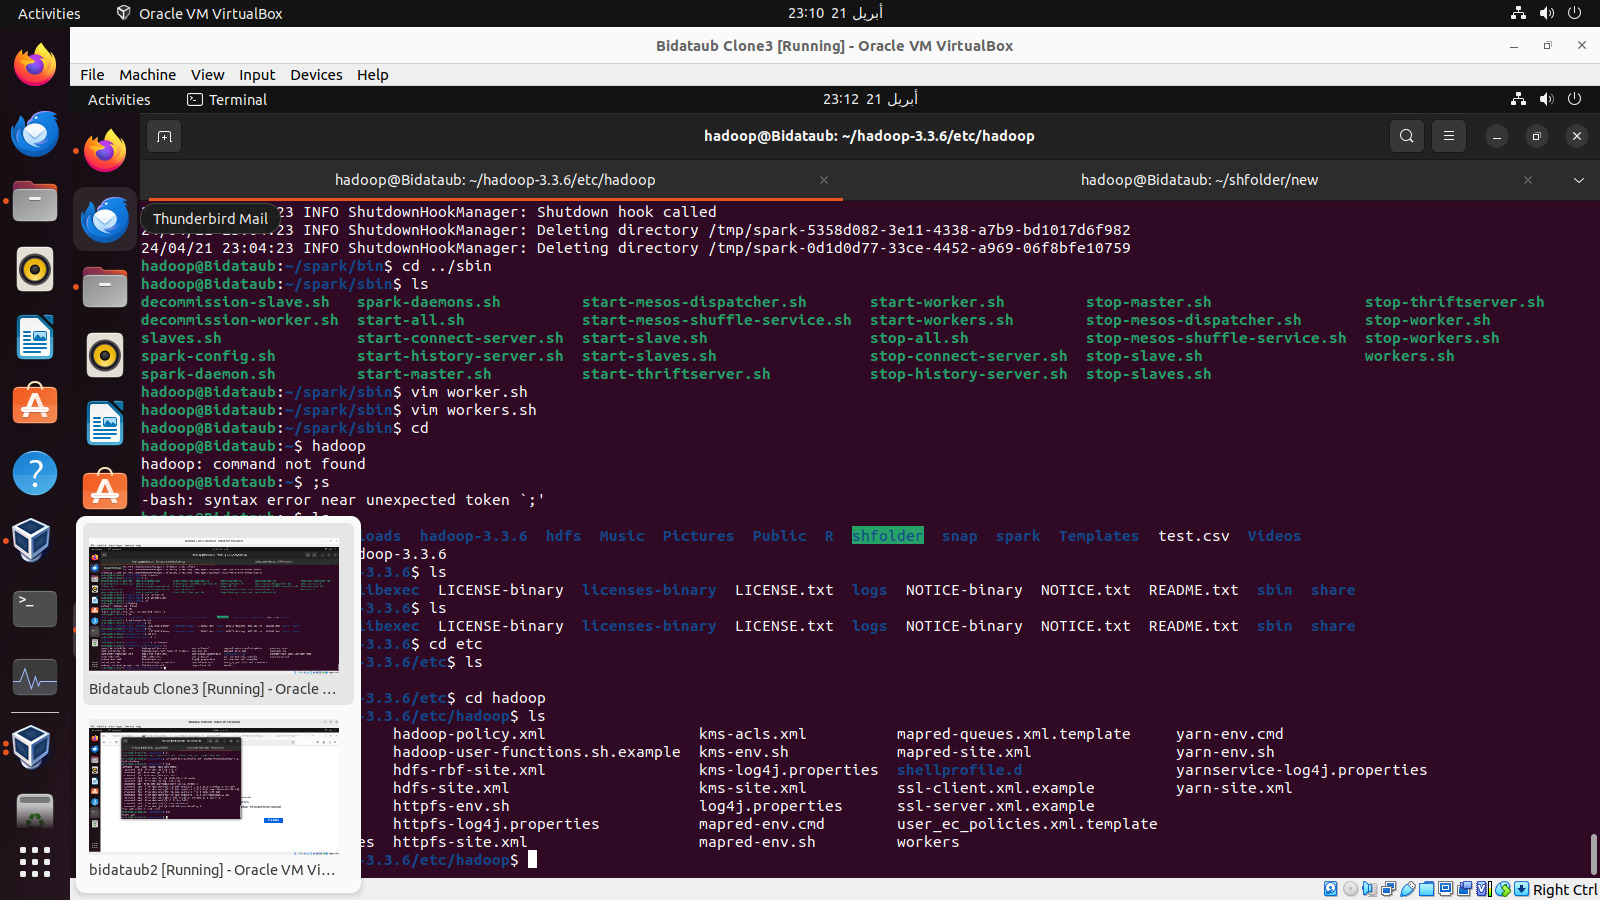 Activities
Oracle VM VirtualBox
23:10 21 أبريل
Bidataub Clone3 [Running] - Oracle VM VirtualBox
File Machine View Input Devices Help
Activities
Terminal
23:12 21 أبريل
hadoop@Bidataub: ~/hadoop-3.3.6/etc/hadoop
hadoop@Bidataub: ~/hadoop-3.3.6/etc/hadoop
hadoop@Bidataub: ~/shfolder/new
Thunderbird Mail
23 INFO ShutdownHookManager: Shutdown hook called
24/04/21 23:04:23 INFO ShutdownHookManager: Deleting directory /tmp/spark-5358d082-3e11-4338-a7b9-bd1017d6f982
24/04/21 23:04:23 INFO ShutdownHookManager: Deleting directory /tmp/spark-0d1d0d77-33ce-4452-a969-06f8bfe10759
hadoop@Bidataub:~/spark/bin$ cd ../sbin
hadoop@Bidataub:~/spark/sbin$ ls
decommission-slave.sh spark-daemons.sh start-mesos-dispatcher.sh start-worker.sh stop-master.sh stop-thriftserver.sh
decommission-worker.sh start-all.sh start-mesos-shuffle-service.sh start-workers.sh stop-mesos-dispatcher.sh stop-worker.sh
slaves.sh start-connect-server.sh start-slave.sh stop-all.sh stop-mesos-shuffle-service.sh stop-workers.sh
spark-config.sh start-history-server.sh start-slaves.sh stop-connect-server.sh stop-slave.sh workers.sh
spark-daemon.sh start-master.sh start-thriftserver.sh stop-history-server.sh stop-slaves.sh
hadoop@Bidataub:~/spark/sbin$ vim worker.sh
hadoop@Bidataub:~/spark/sbin$ vim workers.sh
hadoop@Bidataub:~/spark/sbin$ cd
hadoop@Bidataub:~$ hadoop
hadoop: command not found
hadoop@Bidataub:~$ ;s
-bash: syntax error near unexpected token `;'
loads hadoop-3.3.6 hdfs Music Pictures Public R shfolder snap spark Templates test.csv Videos
doop-3.3.6
-3.3.6$ ls
libexec LICENSE-binary licenses-binary LICENSE.txt logs NOTICE-binary NOTICE.txt README.txt sbin share
-3.3.6$ ls
libexec LICENSE-binary licenses-binary LICENSE.txt logs NOTICE-binary NOTICE.txt README.txt sbin share
-3.3.6$ cd etc
-3.3.6/etc$ ls
-3.3.6/etc$ cd hadoop
-3.3.6/etc/hadoop$ ls
hadoop-policy.xml kms-acls.xml mapred-queues.xml.template yarn-env.cmd
hadoop-user-functions.sh.example kms-env.sh mapred-site.xml yarn-env.sh
hdfs-rbf-site.xml kms-log4j.properties shellprofile.d yarnservice-log4j.properties
hdfs-site.xml kms-site.xml ssl-client.xml.example yarn-site.xml
httpfs-env.sh log4j.properties ssl-server.xml.example
httpfs-log4j.properties mapred-env.cmd user_ec_policies.xml.template
es httpfs-site.xml mapred-env.sh workers
-3.3.6/etc/hadoop$
Bidataub Clone3 [Running] - Oracle ...
bidataub2 [Running] - Oracle VM Vi...
Right Ctrl